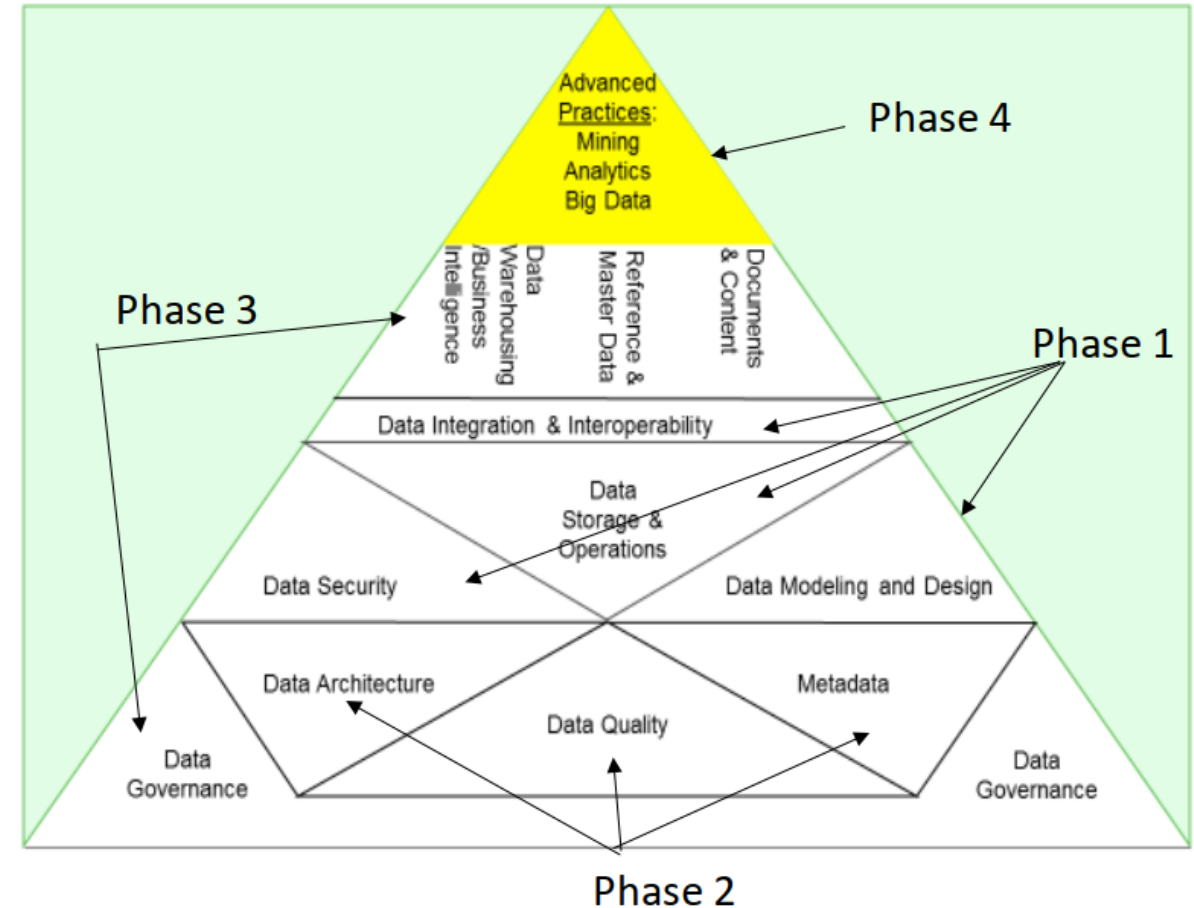 Advanced
Practices:
Mining
Analytics
Big Data
Phase 4
Data
Warehousing
/Business
Intelligence
Reference &
Master Data
Documents
& Content
Phase 3
Phase 1
Data Integration & Interoperability
Data
Storage &
Operations
Data Security
Data Modeling and Design
Data Architecture
Metadata
Data Quality
Data
Governance
Data
Governance
Phase 2